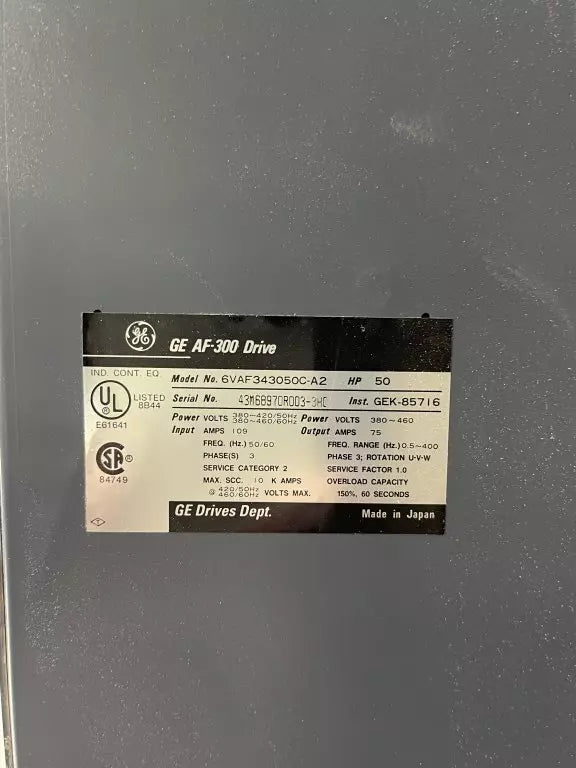 GE GE AF-300 Drive
IND. CONT. EQ.
UL ® LISTED 8B44
E61641
SA ®
84749
Model No. 6VAF343050C-A2 HP 50
Serial No. 43M68970R003-3HC Inst. GEK-85716
Power Input VOLTS 380~420/50Hz 380~460/60Hz
AMPS 109
FREQ. (Hz.) 50/60
PHASE(S) 3
SERVICE CATEGORY 2
MAX. SCC. 10 K AMPS
@ 420/50Hz 460/60Hz VOLTS MAX.
Power Output VOLTS 380~460
AMPS 75
FREQ. RANGE (Hz.) 0.5~400
PHASE 3; ROTATION U-V-W
SERVICE FACTOR 1.0
OVERLOAD CAPACITY
150%, 60 SECONDS
GE Drives Dept. Made in Japan